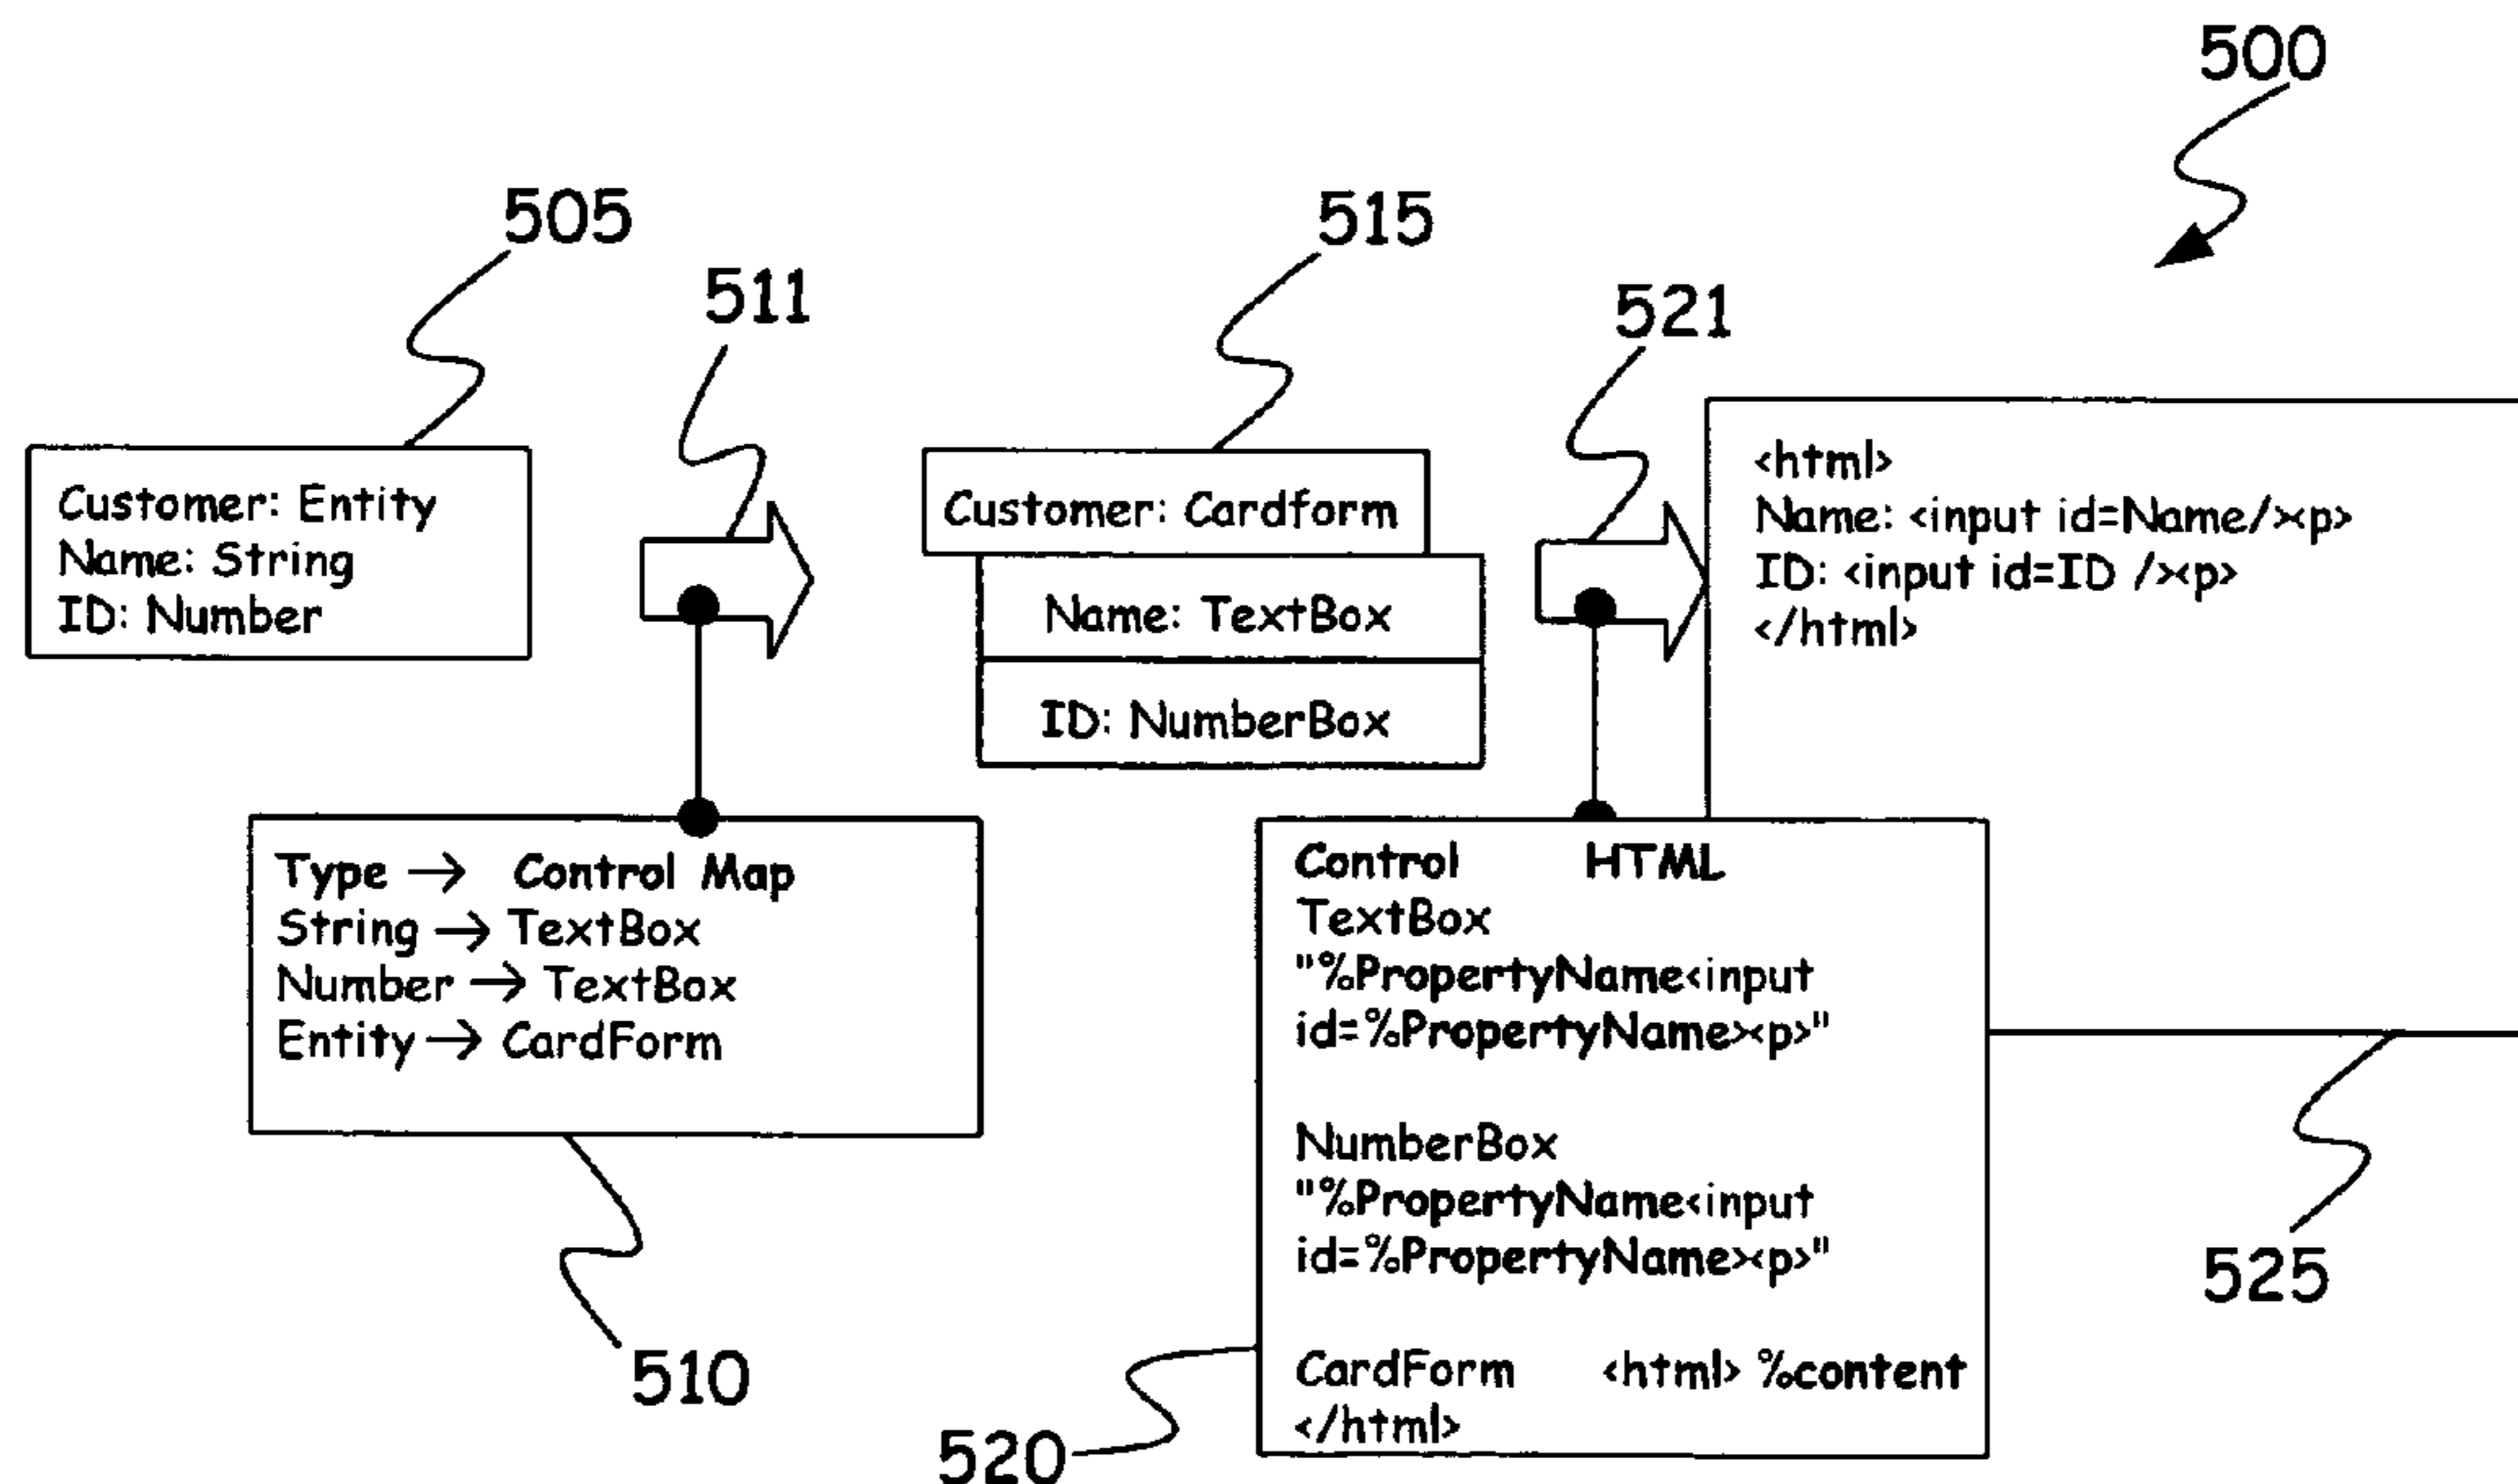 500
505
515
511
521
Customer: Entity
Name: String
ID: Number
Customer: Cardform
Name: TextBox
ID: NumberBox
<html>
Name: <input id=Name/><p>
ID: <input id=ID /><p>
</html>
Type → Control Map
String → TextBox
Number → TextBox
Entity → CardForm
510
Control HTML
TextBox
"%PropertyName<input
id=%PropertyName><p>"
NumberBox
"%PropertyName<input
id=%PropertyName><p>"
CardForm <html> %content
</html>
520
525